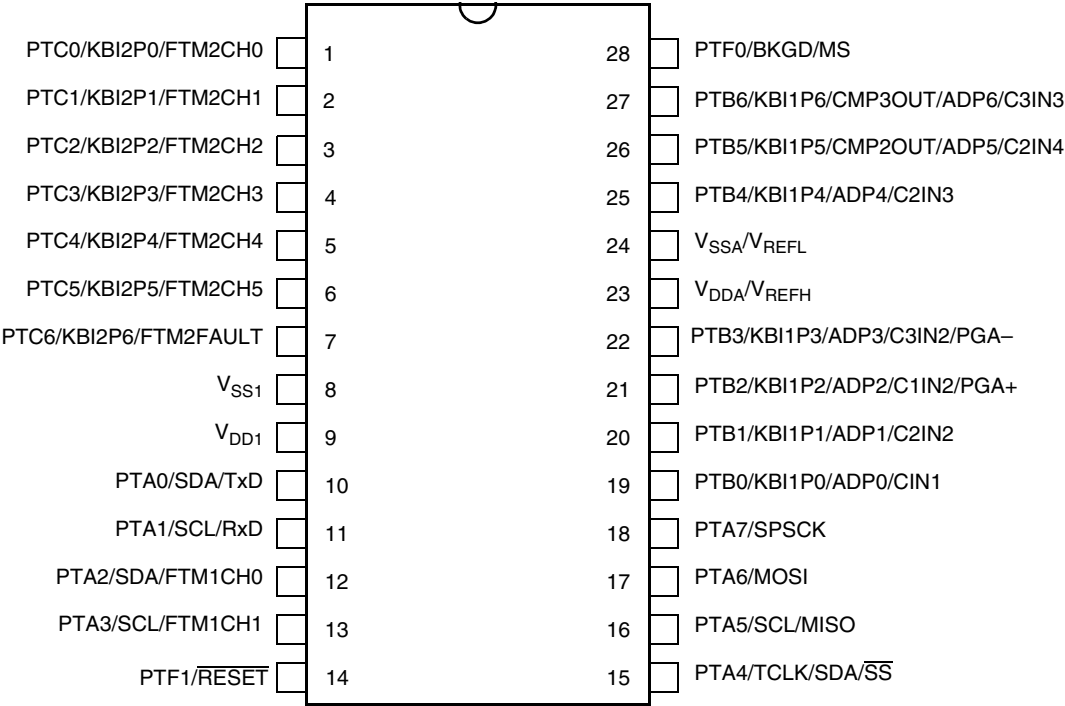 PTC0/KBI2P0/FTM2CH0 1 28 PTF0/BKGD/MS
PTC1/KBI2P1/FTM2CH1 2 27 PTB6/KBI1P6/CMP3OUT/ADP6/C3IN3
PTC2/KBI2P2/FTM2CH2 3 26 PTB5/KBI1P5/CMP2OUT/ADP5/C2IN4
PTC3/KBI2P3/FTM2CH3 4 25 PTB4/KBI1P4/ADP4/C2IN3
PTC4/KBI2P4/FTM2CH4 5 24 VSSA/VREFL
PTC5/KBI2P5/FTM2CH5 6 23 VDDA/VREFH
PTC6/KBI2P6/FTM2FAULT 7 22 PTB3/KBI1P3/ADP3/C3IN2/PGA–
VSS1 8 21 PTB2/KBI1P2/ADP2/C1IN2/PGA+
VDD1 9 20 PTB1/KBI1P1/ADP1/C2IN2
PTA0/SDA/TxD 10 19 PTB0/KBI1P0/ADP0/CIN1
PTA1/SCL/RxD 11 18 PTA7/SPSCK
PTA2/SDA/FTM1CH0 12 17 PTA6/MOSI
PTA3/SCL/FTM1CH1 13 16 PTA5/SCL/MISO
PTF1/RESET 14 15 PTA4/TCLK/SDA/SS